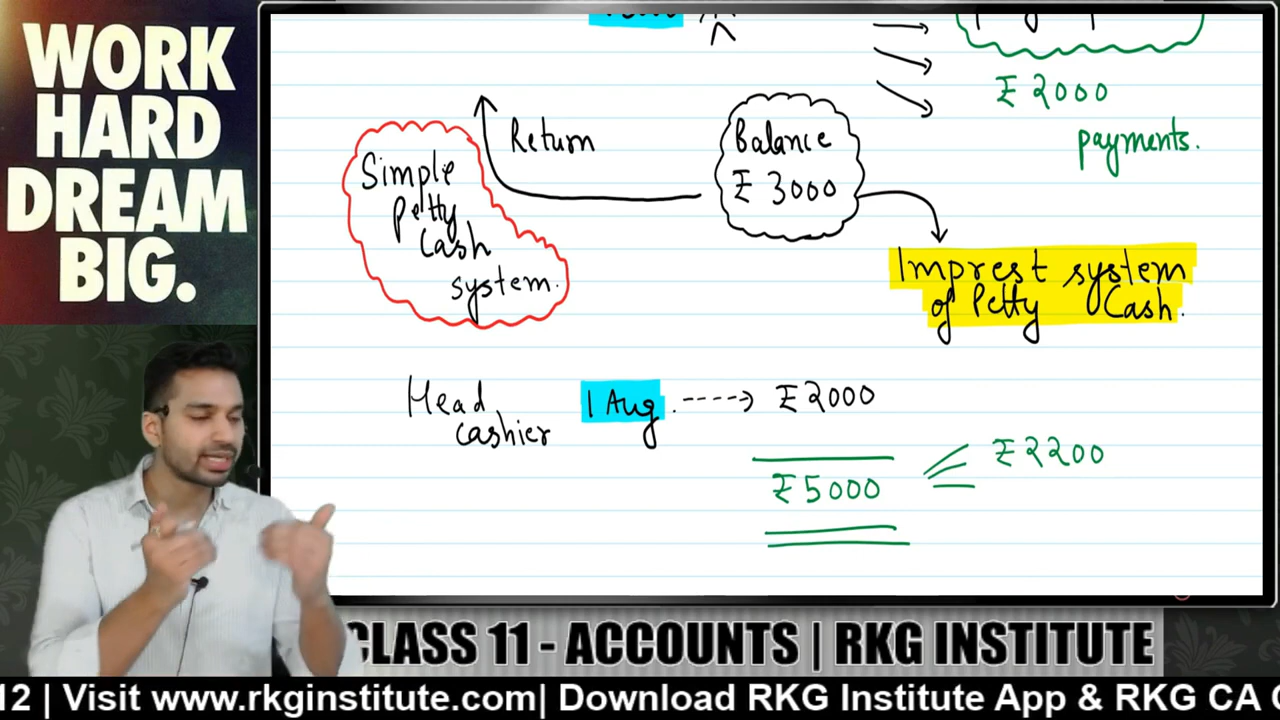 WORK
HARD
DREAM
BIG.
₹ 2000
payments.
Return
Balance
₹ 3000
Simple
Petty
Cash
system.
Imprest system
of Petty Cash.
Head
cashier
1 Aug. ----> ₹2000
₹2200
₹5000
CLASS 11 - ACCOUNTS | RKG INSTITUTE
12 | Visit www.rkginstitute.com| Download RKG Institute App & RKG CA